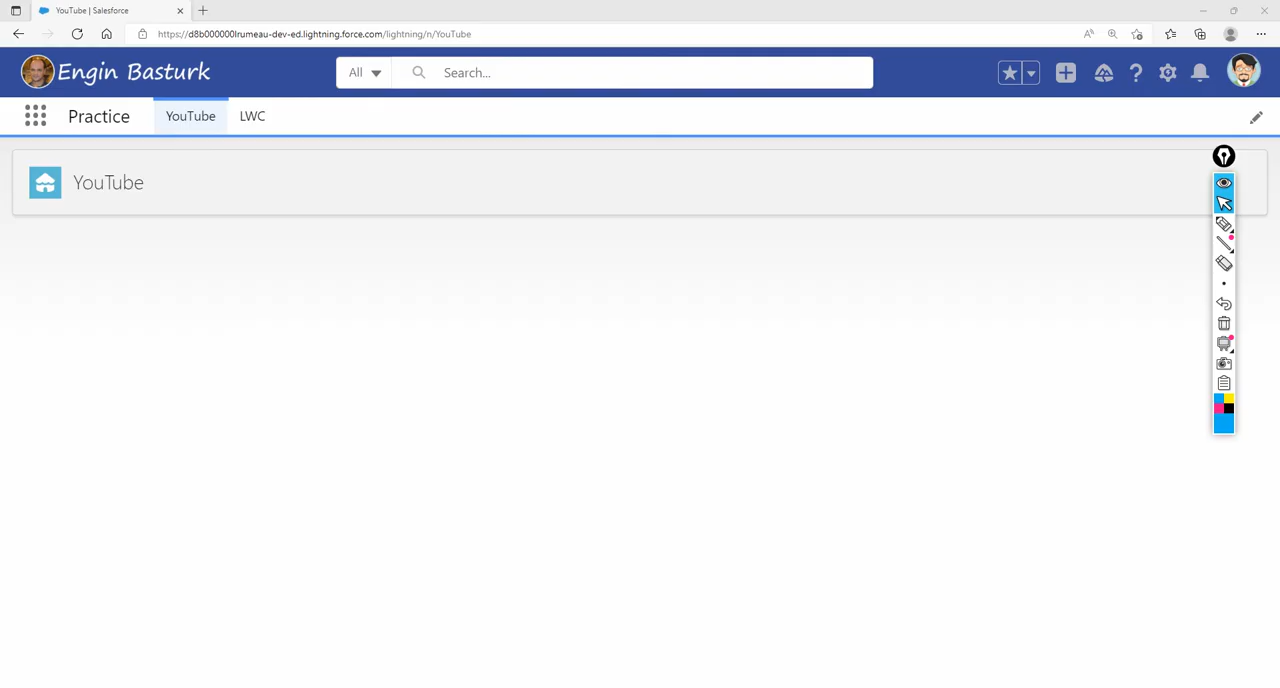 YouTube | Salesforce
https://d8b000000lrumeau-dev-ed.lightning.force.com/lightning/n/YouTube
Engin Basturk
All
Search...
Practice
YouTube
LWC
YouTube